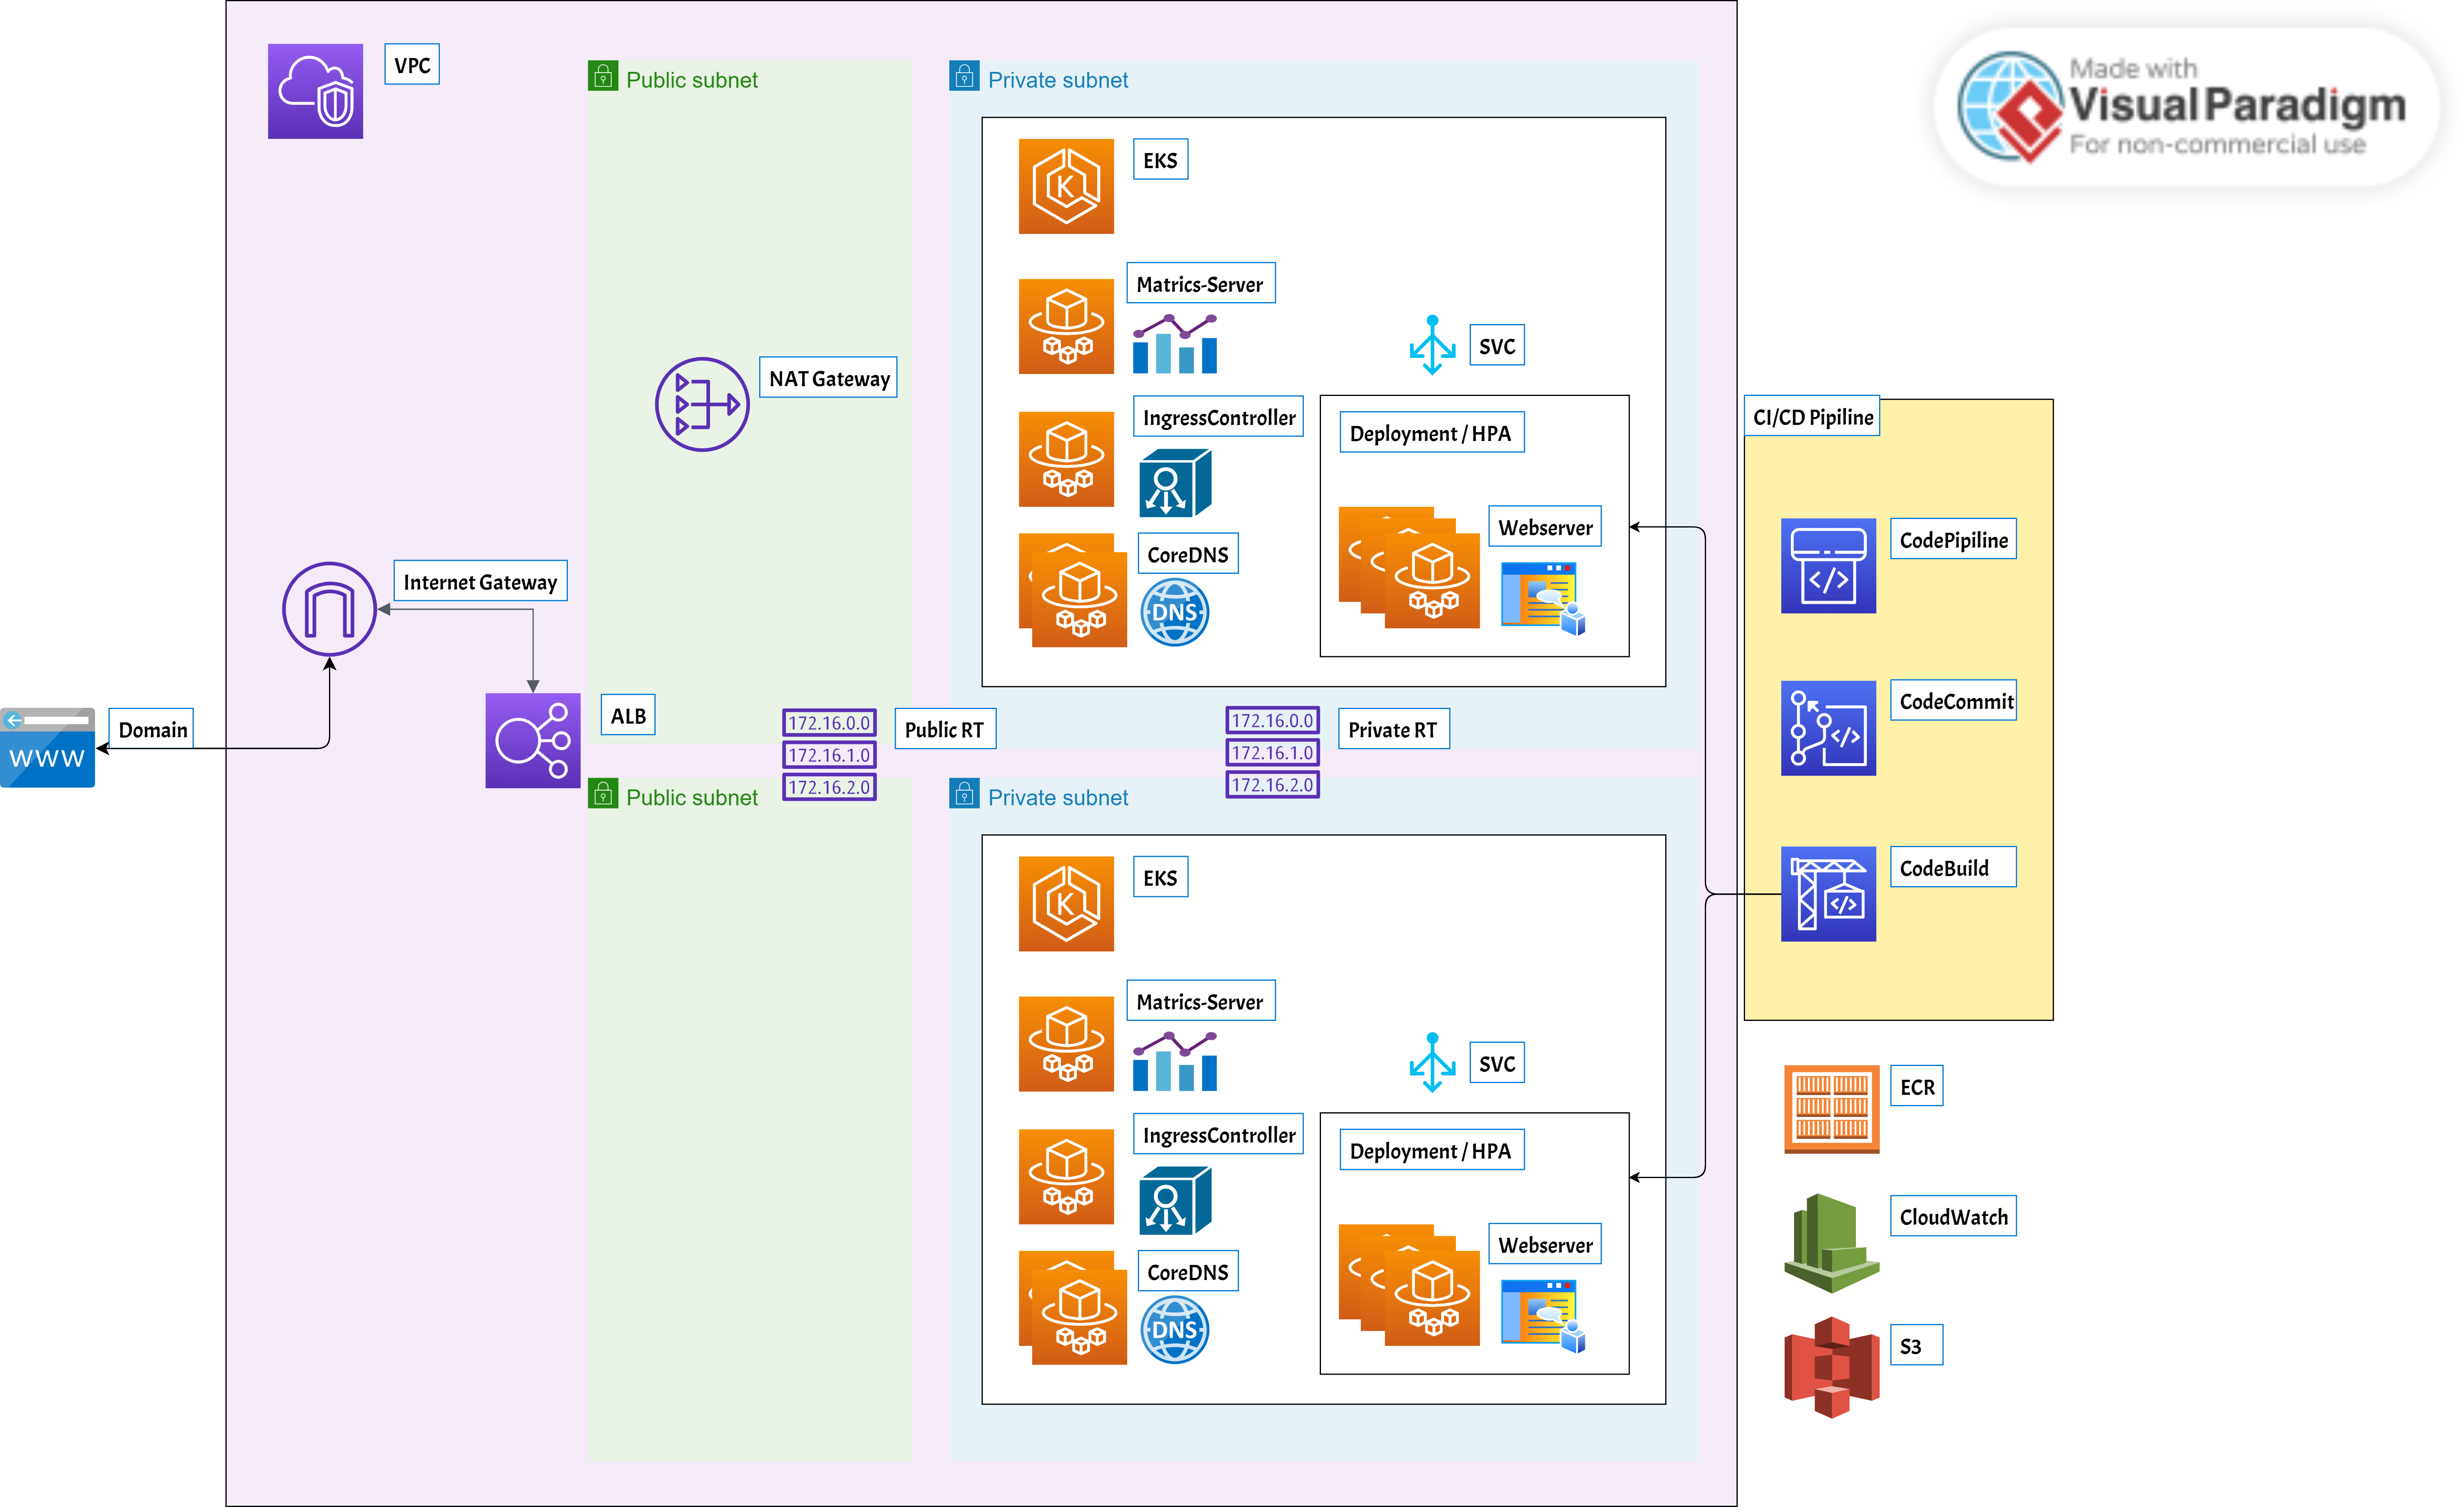 VPC
Public subnet
Private subnet
Made with
Visual Paradigm
For non-commercial use
EKS
Matrics-Server
SVC
NAT Gateway
IngressController
Deployment / HPA
CI/CD Pipiline
Webserver
CodePipiline
CoreDNS
DNS
Internet Gateway
Domain
WWW
ALB
172.16.0.0
172.16.1.0
172.16.2.0
Public RT
172.16.0.0
172.16.1.0
172.16.2.0
Private RT
CodeCommit
Public subnet
Private subnet
EKS
CodeBuild
Matrics-Server
SVC
IngressController
Deployment / HPA
ECR
Webserver
CloudWatch
CoreDNS
DNS
S3